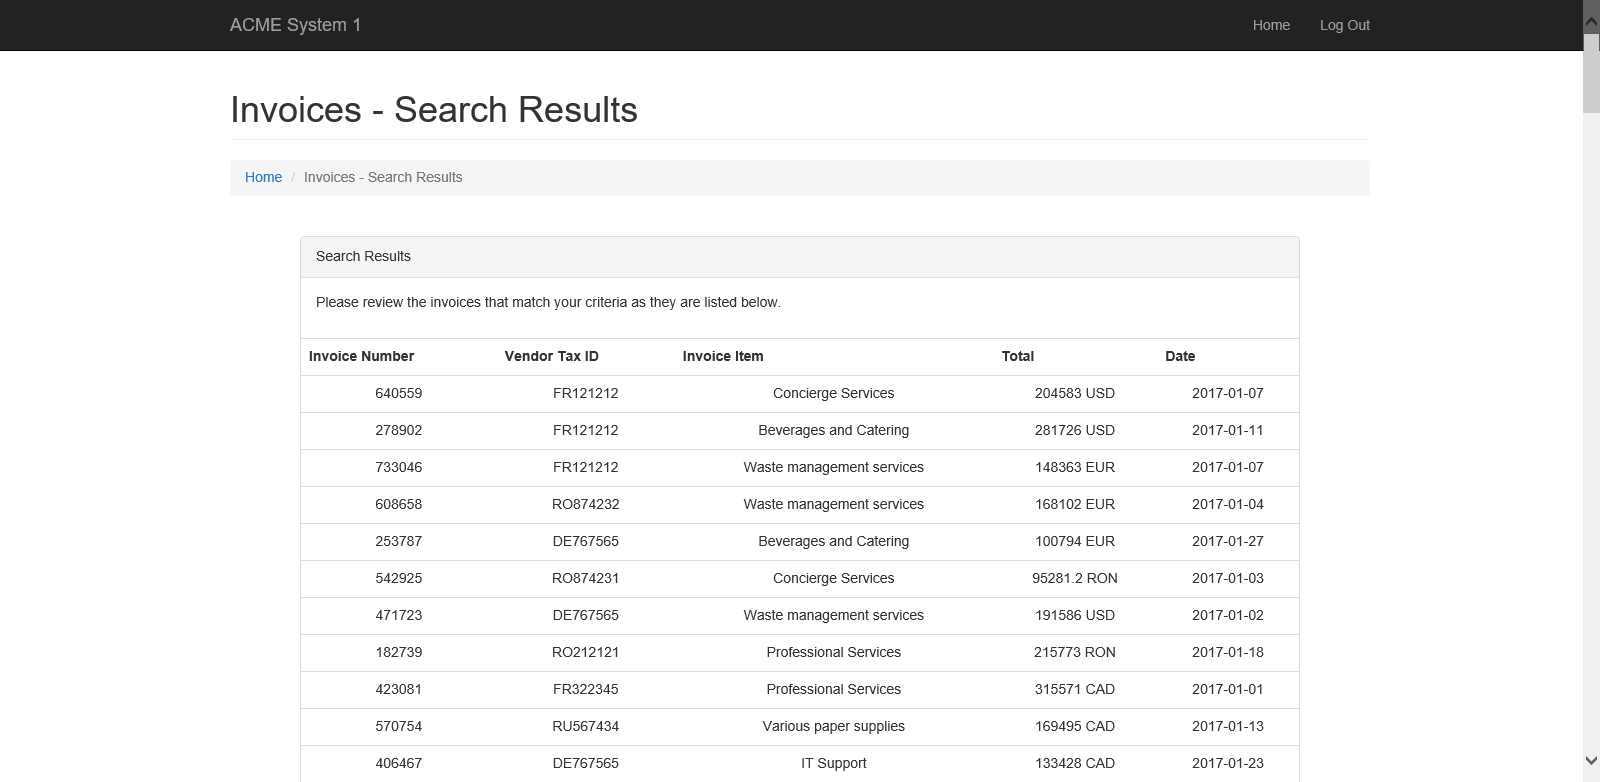 ACME System 1 Home Log Out
Invoices - Search Results
Home / Invoices - Search Results
Search Results
Please review the invoices that match your criteria as they are listed below.
Invoice Number Vendor Tax ID Invoice Item Total Date
640559 FR121212 Concierge Services 204583 USD 2017-01-07
278902 FR121212 Beverages and Catering 281726 USD 2017-01-11
733046 FR121212 Waste management services 148363 EUR 2017-01-07
608658 RO874232 Waste management services 168102 EUR 2017-01-04
253787 DE767565 Beverages and Catering 100794 EUR 2017-01-27
542925 RO874231 Concierge Services 95281.2 RON 2017-01-03
471723 DE767565 Waste management services 191586 USD 2017-01-02
182739 RO212121 Professional Services 215773 RON 2017-01-18
423081 FR322345 Professional Services 315571 CAD 2017-01-01
570754 RU567434 Various paper supplies 169495 CAD 2017-01-13
406467 DE767565 IT Support 133428 CAD 2017-01-23